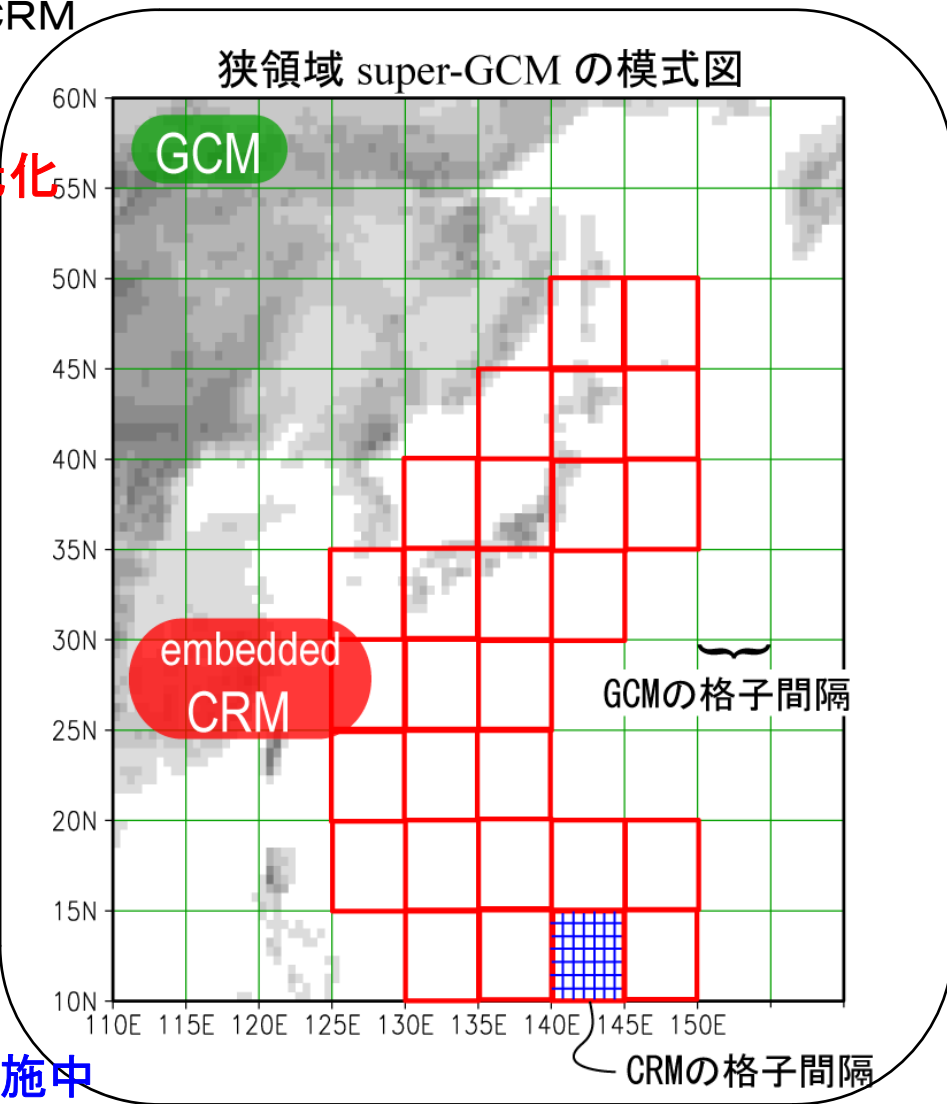 CRM
狭領域 super-GCM の模式図
60N
GCM
化
55N
50N
45N
40N
35N
30N
embedded
CRM
GCMの格子間隔
25N
20N
15N
10N
110E 115E 120E 125E 130E 135E 140E 145E 150E
CRMの格子間隔
施中